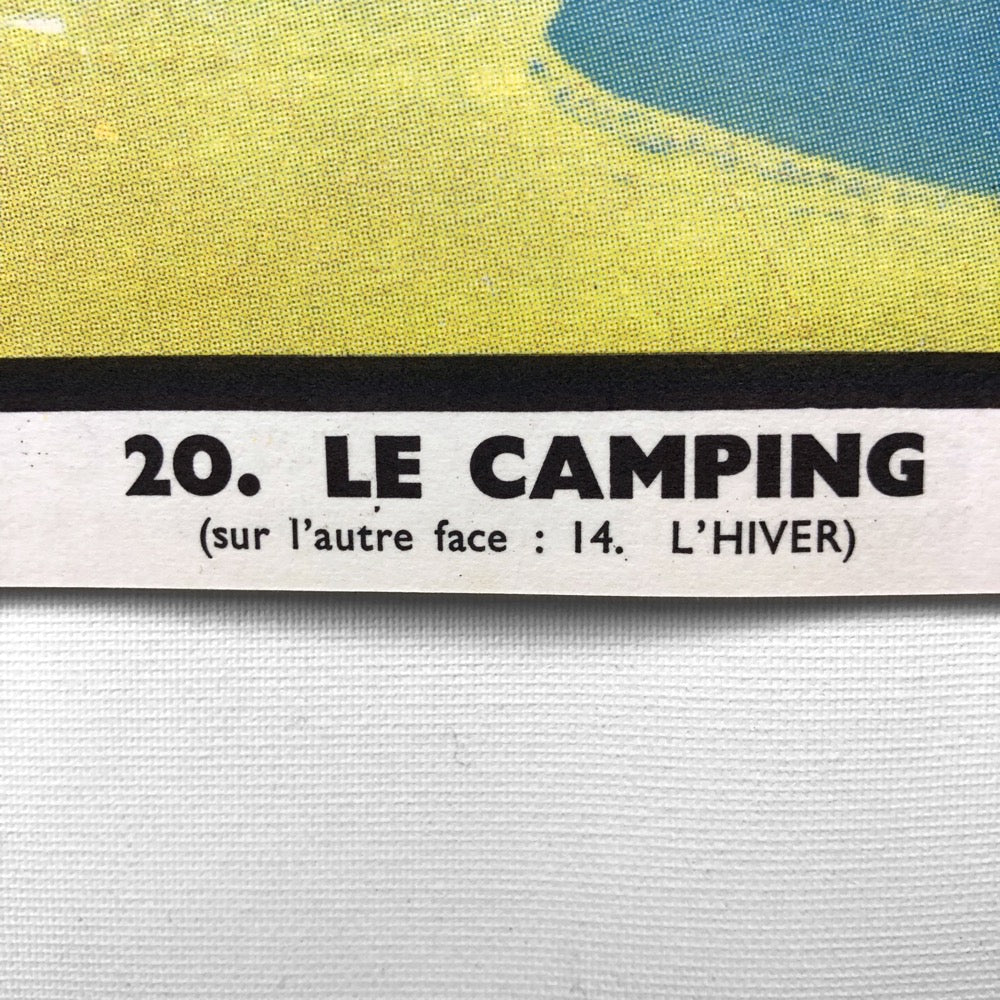 20. LE CAMPING
(sur l'autre face : 14. L'HIVER)